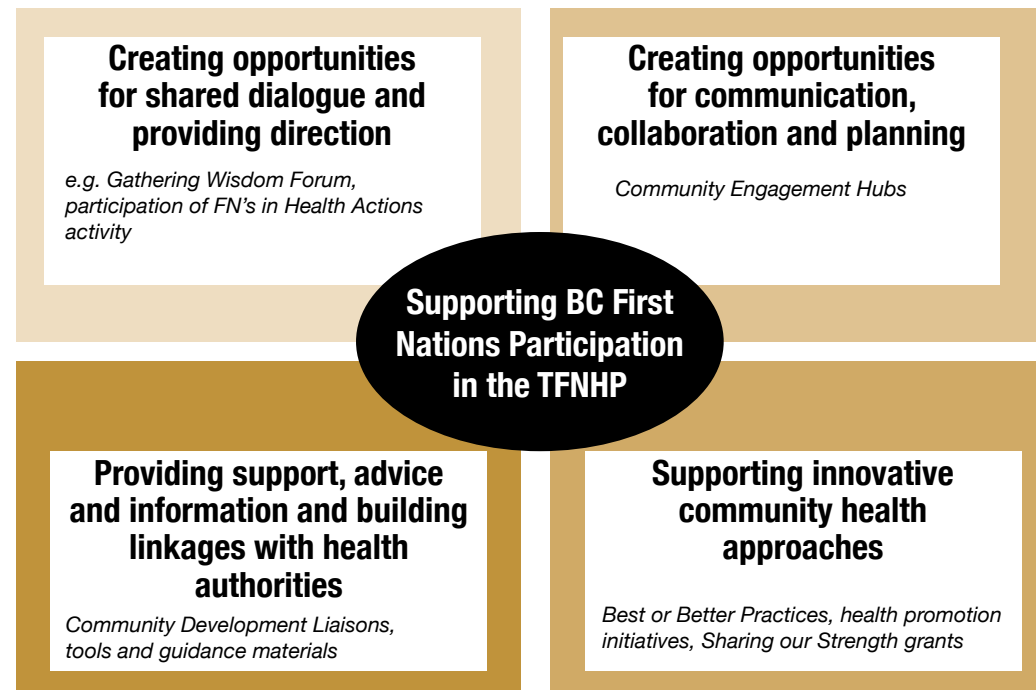 Creating opportunities
for shared dialogue and
providing direction
e.g. Gathering Wisdom Forum,
participation of FN’s in Health Actions
activity
Creating opportunities
for communication,
collaboration and planning
Community Engagement Hubs
Supporting BC First
Nations Participation
in the TFNHP
Providing support, advice
and information and building
linkages with health
authorities
Community Development Liaisons,
tools and guidance materials
Supporting innovative
community health
approaches
Best or Better Practices, health promotion
initiatives, Sharing our Strength grants